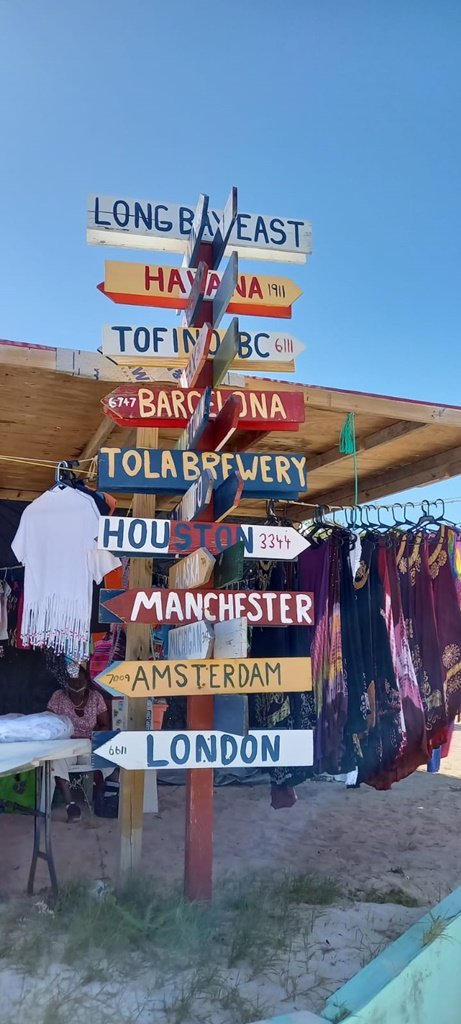 LONG BAY EAST
HAVANA 1911
TOFINO BC 6111
6747 BARCELONA
TOLA BREWERY
HOUSTON 3344
MANCHESTER
7009 AMSTERDAM
6611 LONDON